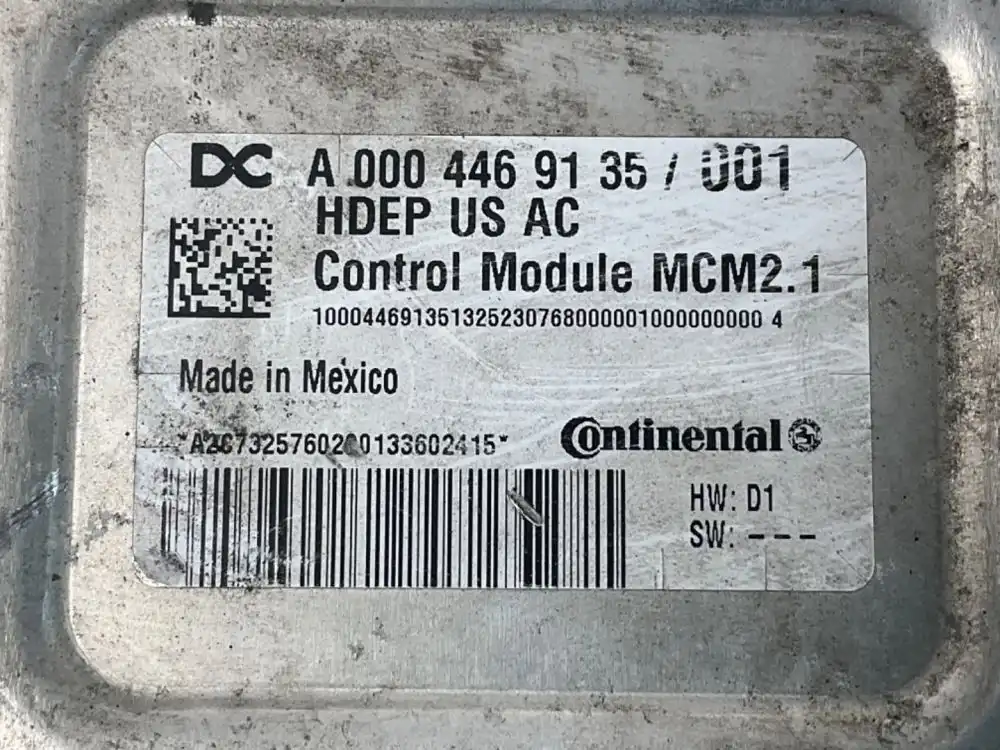 DC A 000 446 91 35 / 001
HDEP US AC
Control Module MCM2.1
10004469135132523076800000100000000 4
Made in México
Continental
HW: D1
SW: ---